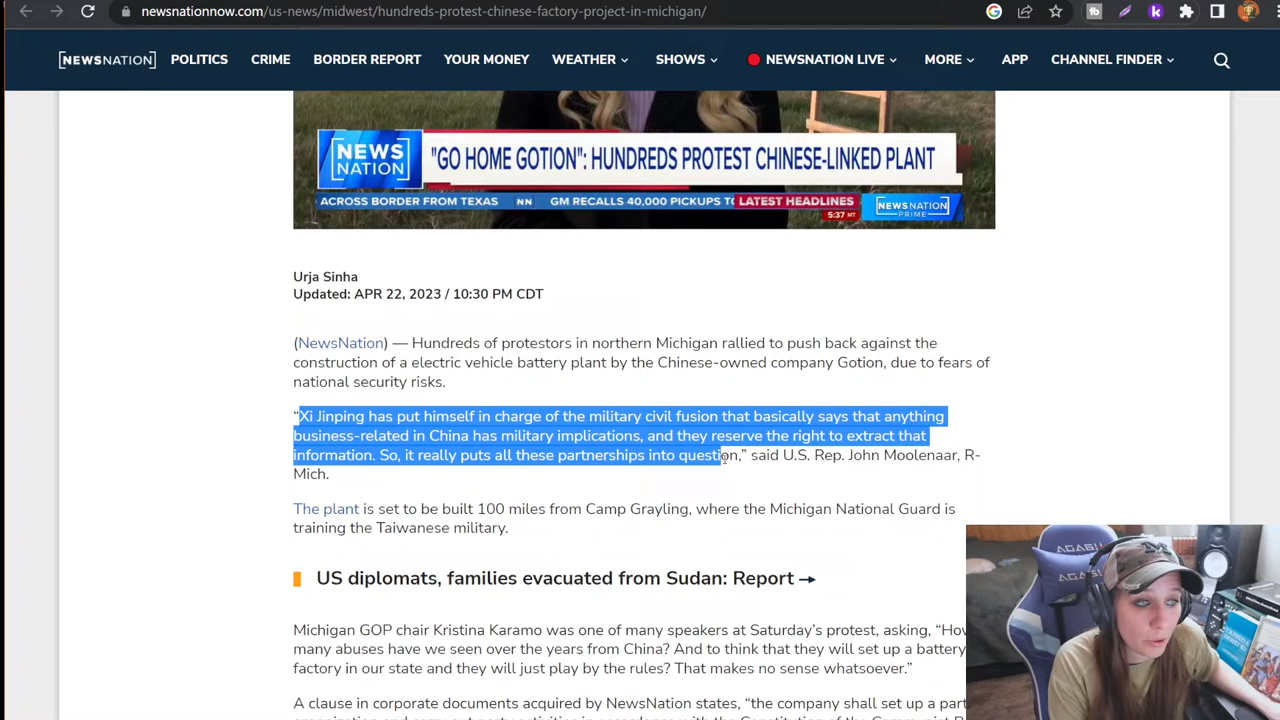 newsnationnow.com/us-news/midwest/hundreds-protest-chinese-factory-project-in-michigan/
NEWSNATION POLITICS CRIME BORDER REPORT YOUR MONEY WEATHER SHOWS NEWSNATION LIVE MORE APP CHANNEL FINDER
NEWS NATION
"GO HOME GOTION": HUNDREDS PROTEST CHINESE-LINKED PLANT
ACROSS BORDER FROM TEXAS NN GM RECALLS 40,000 PICKUPS TO LATEST HEADLINES
5:37 MT
NEWSNATION
PRIME
Urja Sinha
Updated: APR 22, 2023 / 10:30 PM CDT
(NewsNation) — Hundreds of protestors in northern Michigan rallied to push back against the
construction of a electric vehicle battery plant by the Chinese-owned company Gotion, due to fears of
national security risks.
“Xi Jinping has put himself in charge of the military civil fusion that basically says that anything
business-related in China has military implications, and they reserve the right to extract that
information. So, it really puts all these partnerships into question,” said U.S. Rep. John Moolenaar, R-
Mich.
The plant is set to be built 100 miles from Camp Grayling, where the Michigan National Guard is
training the Taiwanese military.
US diplomats, families evacuated from Sudan: Report →
Michigan GOP chair Kristina Karamo was one of many speakers at Saturday’s protest, asking, “How
many abuses have we seen over the years from China? And to think that they will set up a battery
factory in our state and they will just play by the rules? That makes no sense whatsoever.”
A clause in corporate documents acquired by NewsNation states, “the company shall set up a part
AGASU